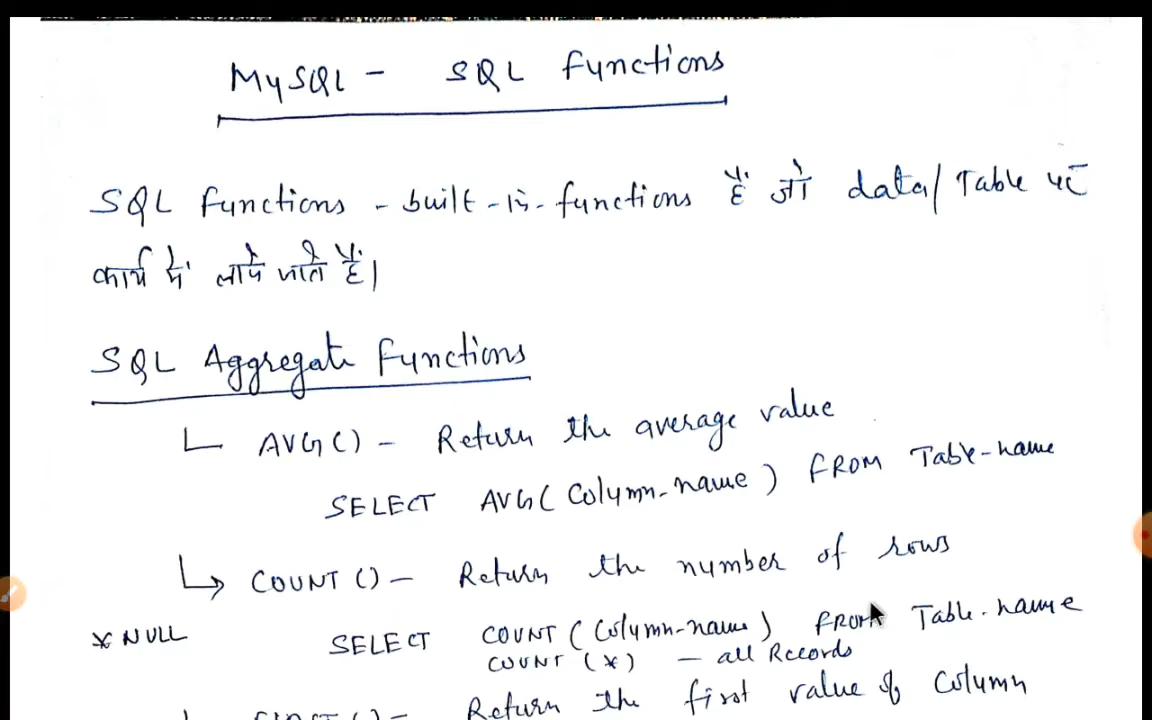 MySQL - SQL functions
SQL functions - built-in-functions हैं जो data/Table पर
कार्य में लाये जाते हैं।
SQL Aggregate functions
AVG() - Return the average value
SELECT AVG(Column-name) FROM Table-name
COUNT() - Return the number of rows
*NULL SELECT COUNT(Column-name) FROM Table-name
COUNT(*) - all Records
FIRST() - Return the first value of Column